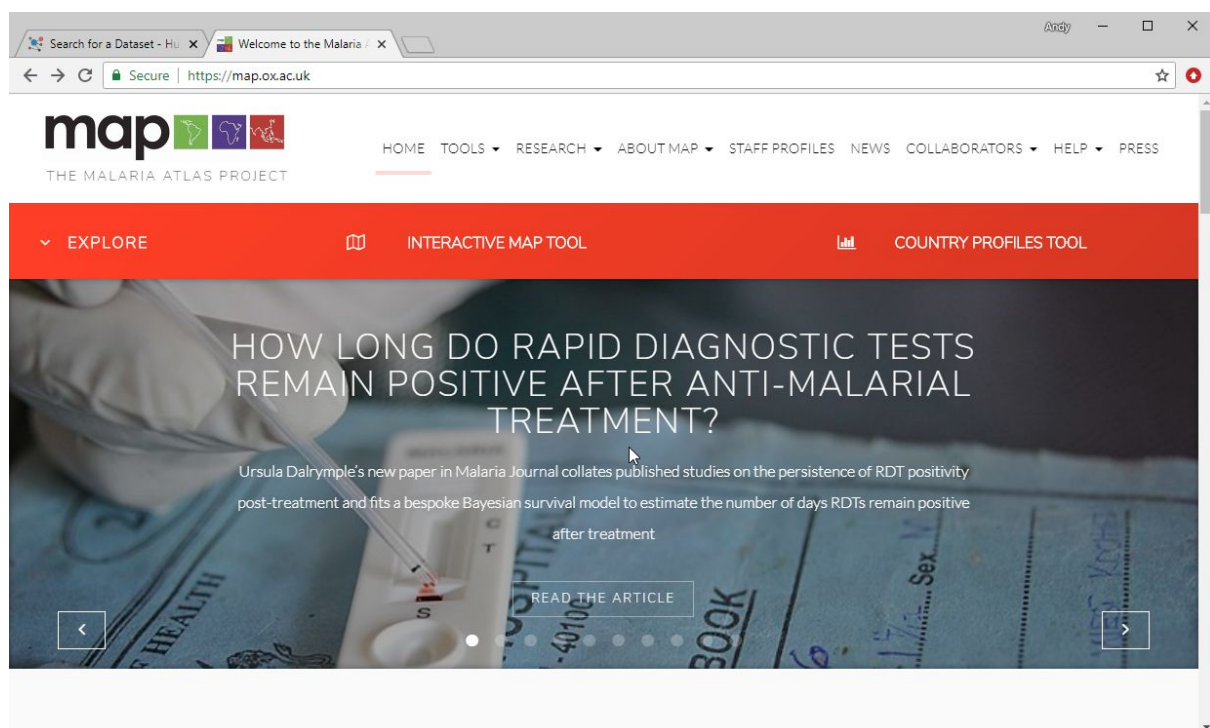 Andy
Search for a Dataset - Hu
Welcome to the Malaria A
Secure | https://map.ox.ac.uk
map
THE MALARIA ATLAS PROJECT
HOME TOOLS RESEARCH ABOUT MAP STAFF PROFILES NEWS COLLABORATORS HELP PRESS
EXPLORE
INTERACTIVE MAP TOOL
COUNTRY PROFILES TOOL
HOW LONG DO RAPID DIAGNOSTIC TESTS
REMAIN POSITIVE AFTER ANTI-MALARIAL
TREATMENT?
Ursula Dalrymple's new paper in Malaria Journal collates published studies on the persistence of RDT positivity
post-treatment and fits a bespoke Bayesian survival model to estimate the number of days RDTs remain positive
after treatment
READ THE ARTICLE
C
T
S
HEALTH
40100
BOOK
Sex